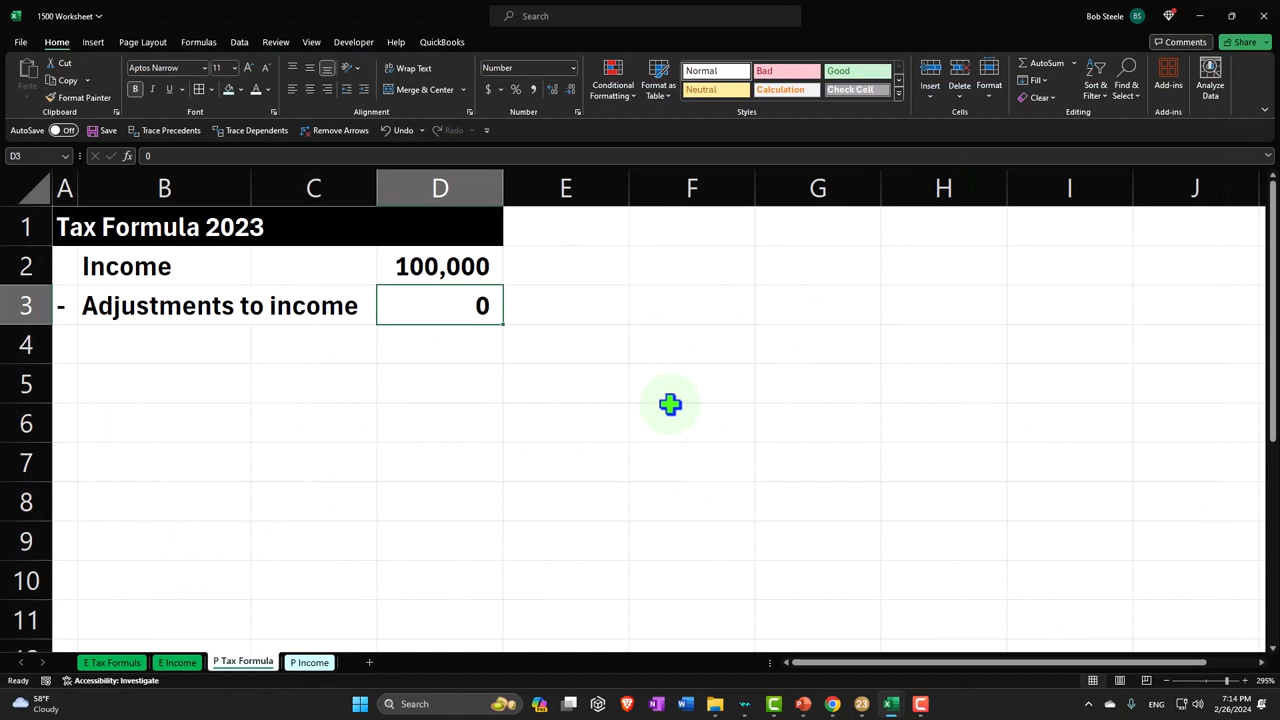 1500 Worksheet
Search
Bob Steele
BS
File Home Insert Page Layout Formulas Data Review View Developer Help QuickBooks
Comments
Share
Paste
Cut
Copy
Format Painter
Clipboard
Aptos Narrow
11
B I U
Font
Wrap Text
Merge & Center
Alignment
Number
$ %
Number
Conditional Formatting
Format as Table
Normal Bad Good
Neutral Calculation Check Cell
Styles
Insert Delete Format
Cells
AutoSum
Fill
Clear
Sort & Filter
Find & Select
Editing
Add-ins
Add-ins
Analyze Data
AutoSave Off Save Trace Precedents Trace Dependents Remove Arrows Undo Redo
D3 fx 0
A B C D E F G H I J
1 Tax Formula 2023
2 Income 100,000
3 - Adjustments to income 0
4
5
6
7
8
9
10
11
E Tax Formuls E Income P Tax Formula P Income
Ready Accessibility: Investigate 295%
58°F
Cloudy
Search
23
ENG
7:14 PM
2/26/2024